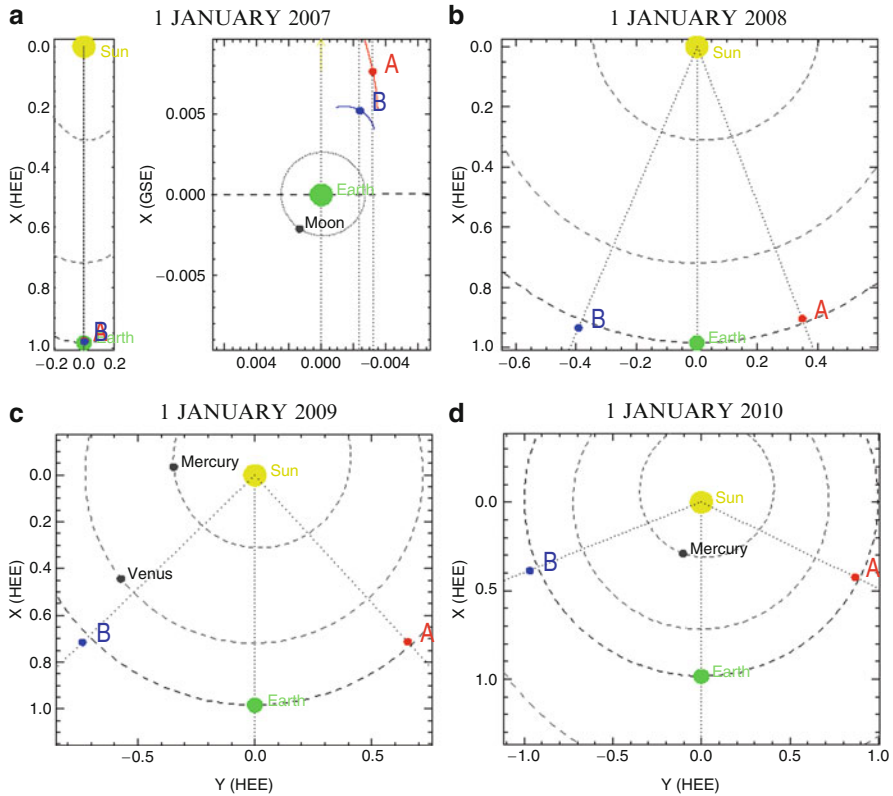 a 1 JANUARY 2007
X (HEE)
0.0
0.2
0.4
0.6
0.8
1.0
Sun
B
A
Earth
−0.2 0.0 0.2
X (GSE)
0.005
0.000
−0.005
A
B
Earth
Moon
0.004 0.000 −0.004
b 1 JANUARY 2008
X (HEE)
0.0
0.2
0.4
0.6
0.8
1.0
Sun
B
A
Earth
−0.6 −0.4 −0.2 0.0 0.2 0.4
c 1 JANUARY 2009
X (HEE)
0.0
0.2
0.4
0.6
0.8
1.0
Mercury
Sun
Venus
B
A
Earth
−0.5 0.0 0.5
Y (HEE)
d 1 JANUARY 2010
X (HEE)
0.0
0.5
1.0
Sun
Mercury
B
A
Earth
−1.0 −0.5 0.0 0.5 1.0
Y (HEE)